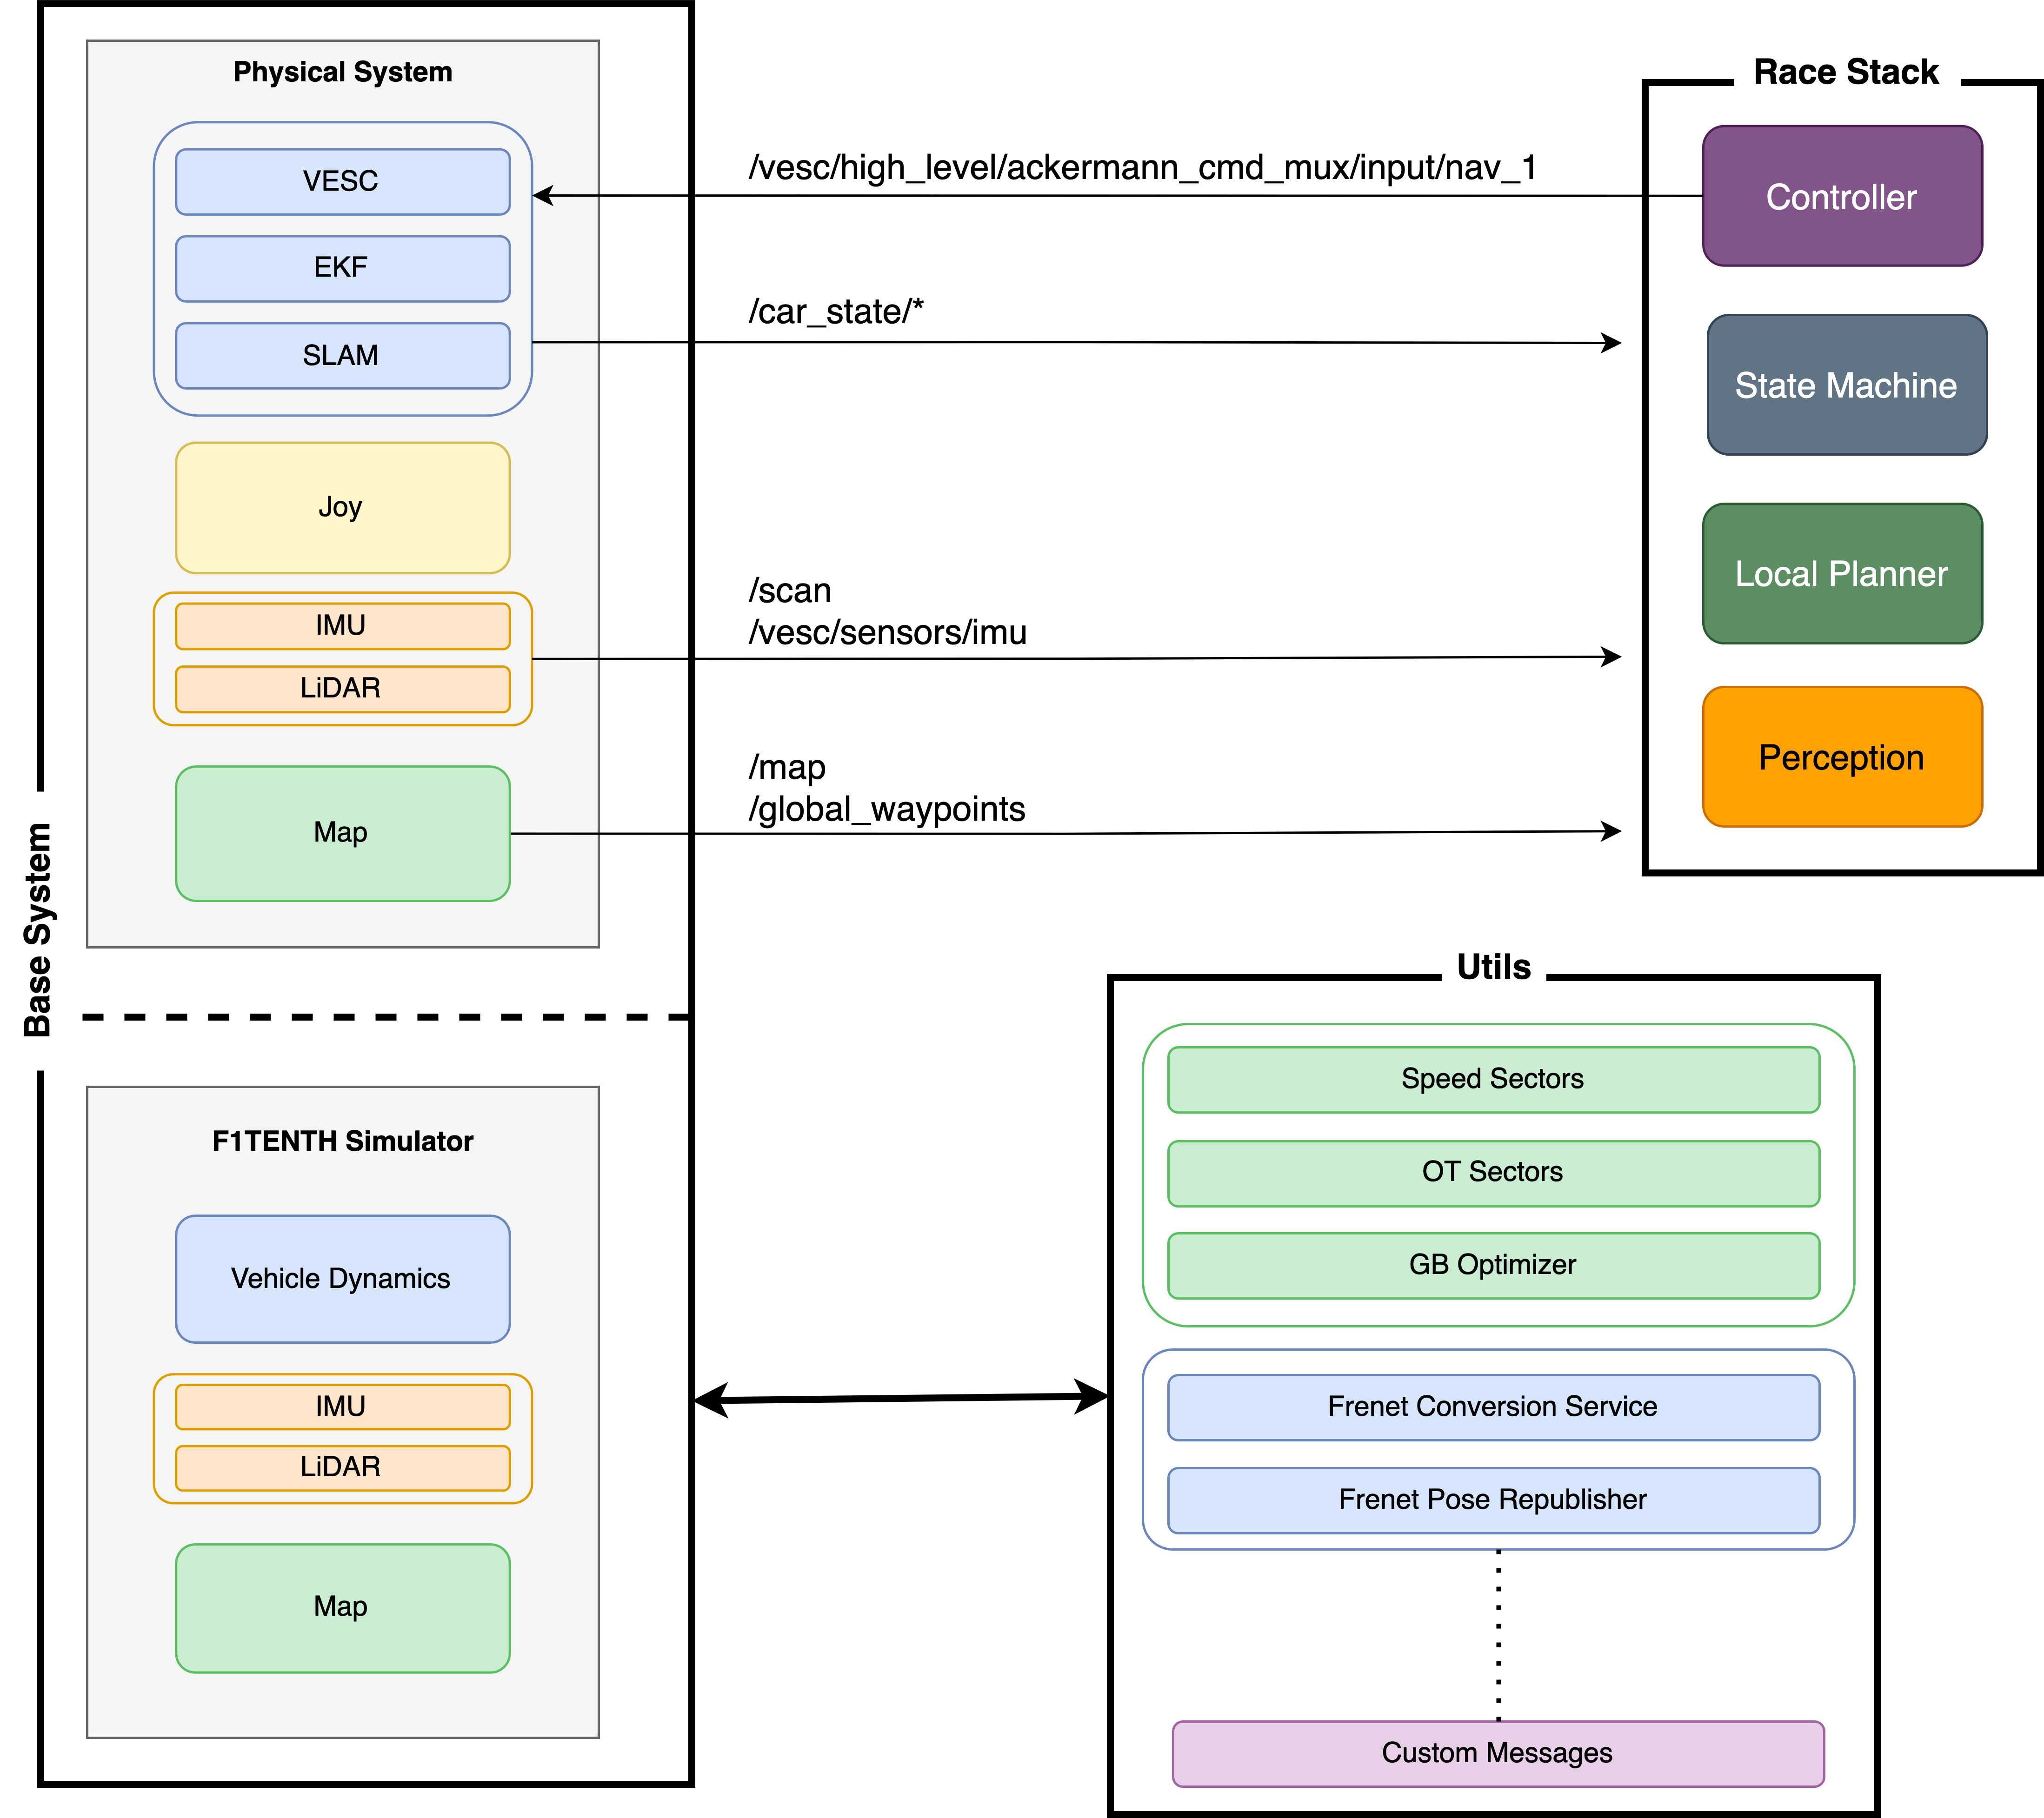 Base System
Physical System
VESC
EKF
SLAM
Joy
IMU
LiDAR
Map
F1TENTH Simulator
Vehicle Dynamics
IMU
LiDAR
Map
/vesc/high_level/ackermann_cmd_mux/input/nav_1
/car_state/*
/scan
/vesc/sensors/imu
/map
/global_waypoints
Race Stack
Controller
State Machine
Local Planner
Perception
Utils
Speed Sectors
OT Sectors
GB Optimizer
Frenet Conversion Service
Frenet Pose Republisher
Custom Messages